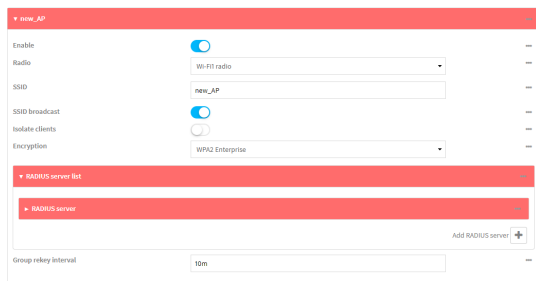 ▾ new_AP
Enable
Radio
Wi-Fi1 radio
SSID
new_AP
SSID broadcast
Isolate clients
Encryption
WPA2 Enterprise
▾ RADIUS server list
▸ RADIUS server
Add RADIUS server
Group rekey interval
10m